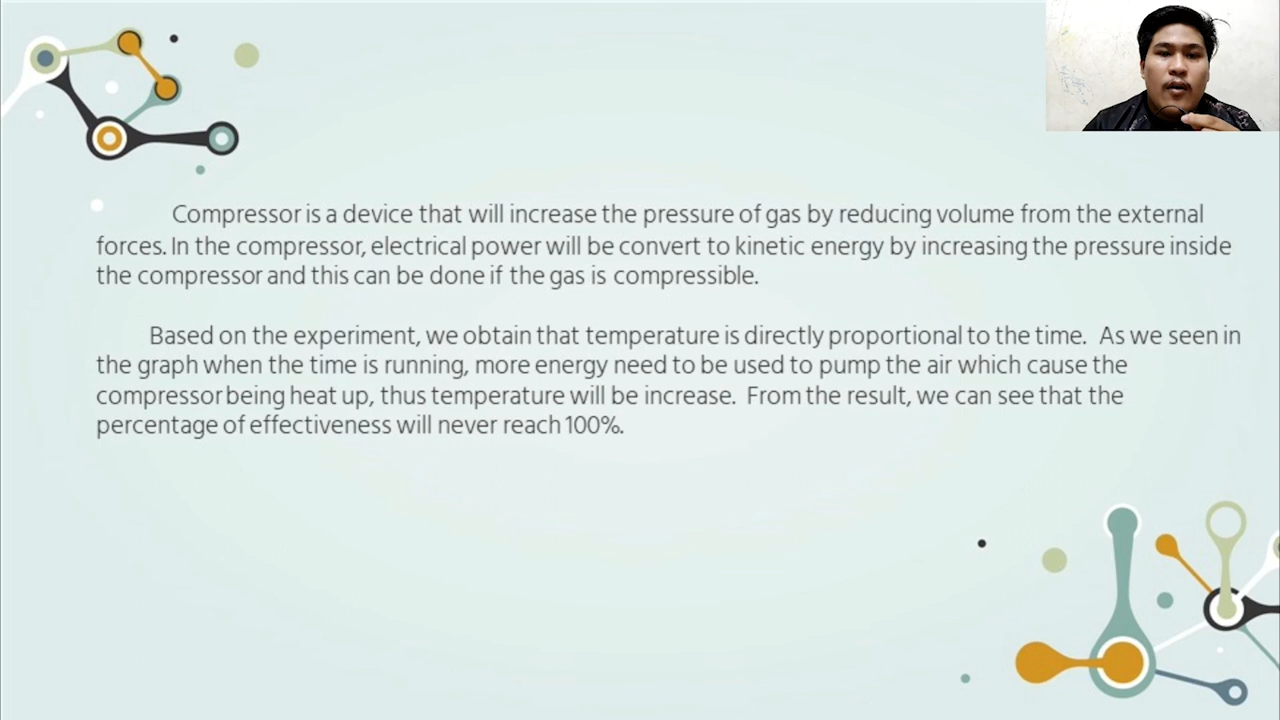 Compressor is a device that will increase the pressure of gas by reducing volume from the external
forces. In the compressor, electrical power will be convert to kinetic energy by increasing the pressure inside
the compressor and this can be done if the gas is compressible.
Based on the experiment, we obtain that temperature is directly proportional to the time. As we seen in
the graph when the time is running, more energy need to be used to pump the air which cause the
compressor being heat up, thus temperature will be increase. From the result, we can see that the
percentage of effectiveness will never reach 100%.